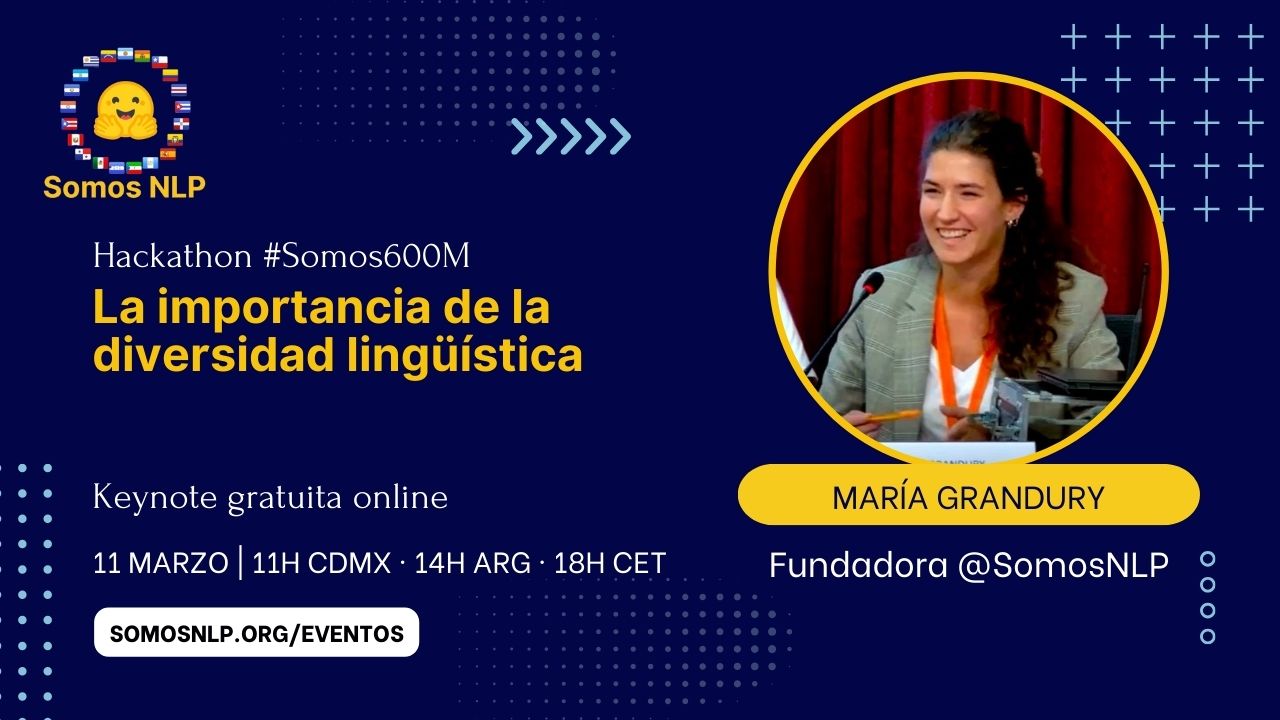 Somos NLP
Hackathon #Somos600M
La importancia de la
diversidad lingüística
Keynote gratuita online
11 MARZO | 11H CDMX · 14H ARG · 18H CET
SOMOSNLP.ORG/EVENTOS
MARÍA GRANDURY
Fundadora @SomosNLP